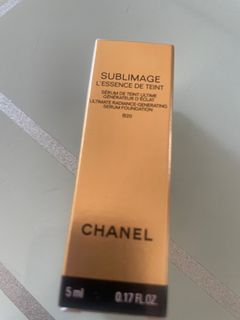 SUBLIMAGE
L'ESSENCE DE TEINT
SÉRUM DE TEINT ULTIME
GÉNÉRATEUR D'ÉCLAT
ULTIMATE RADIANCE-GENERATING
SERUM FOUNDATION
B20
CHANEL
5 ml 0.17 FL.OZ.